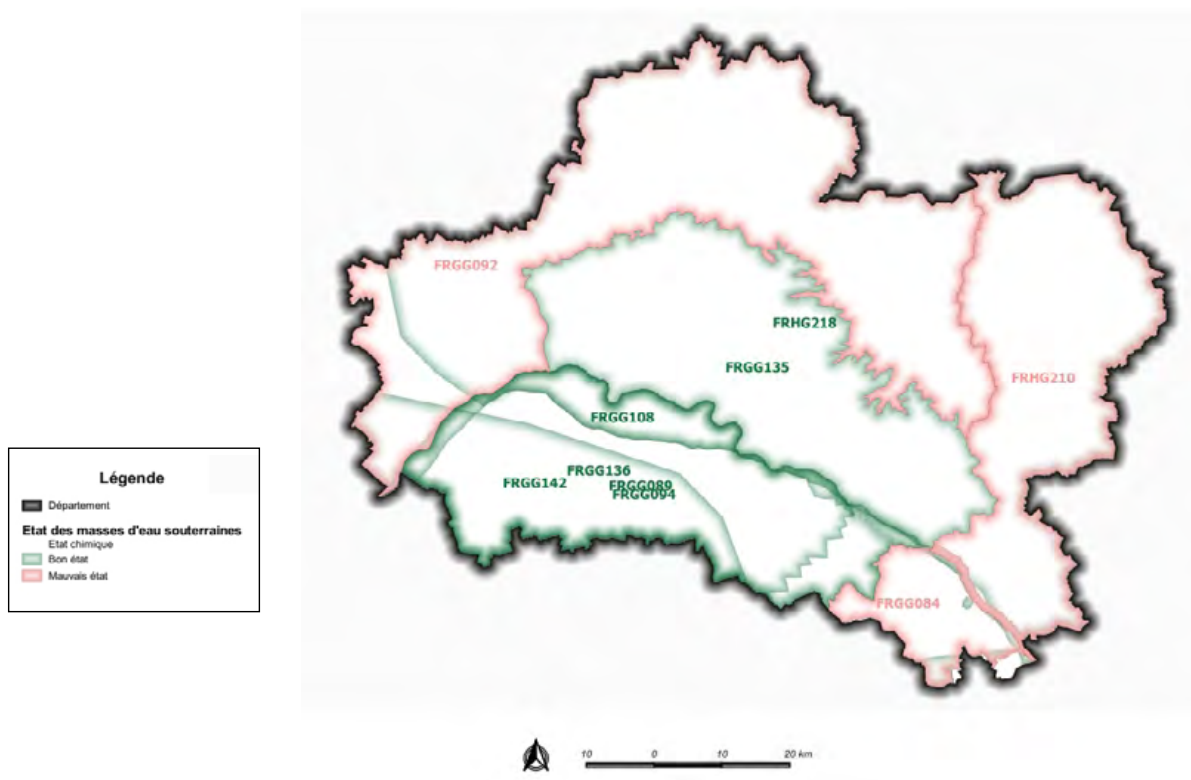 FRGG092
FRHG218
FRGG135
FRHG210
FRGG108
FRGG136
FRGG142
FRGG089
FRGG094
FRGG084
Légende
Département
Etat des masses d'eau souterraines
Etat chimique
Bon état
Mauvais état
10 0 10 20 km